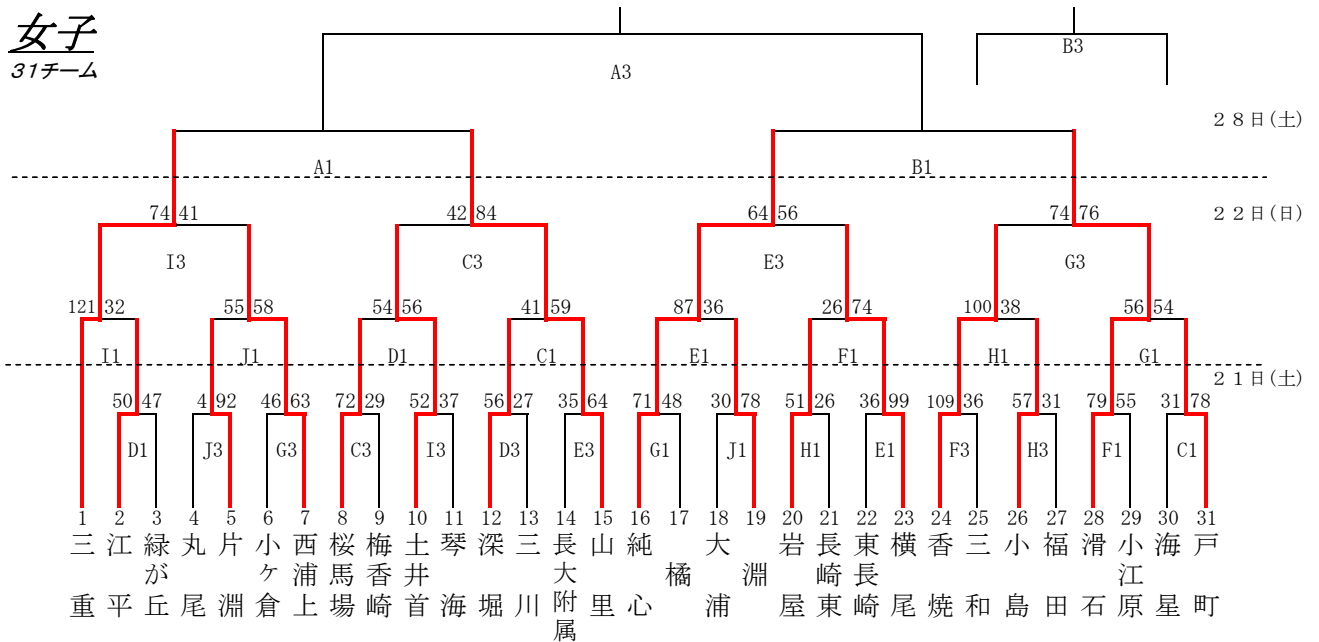 女子
31チーム
B3
A3
28日(土)
A1 B1
74 41 42 84 64 56 74 76 22日(日)
I3 C3 E3 G3
121 32 55 58 54 56 41 59 87 36 26 74 100 38 56 54
I1 J1 D1 C1 E1 F1 H1 G1
21日(土)
50 47 4 92 46 63 72 29 52 37 56 27 35 64 71 48 30 78 51 26 36 99 109 36 57 31 79 55 31 78
D1 J3 G3 C3 I3 D3 E3 G1 J1 H1 E1 F3 H3 F1 C1
1 2 3 4 5 6 7 8 9 10 11 12 13 14 15 16 17 18 19 20 21 22 23 24 25 26 27 28 29 30 31
三重
江平
緑が丘
丸尾
片淵
小ケ倉
西浦上
桜馬場
梅香崎
土井首
琴海
深堀
三川
長大附属
山里
純心
橘
大浦
淵
岩屋
長崎東
東長崎
横尾
香焼
三和
小島
福田
滑石
小江原
海星
戸町